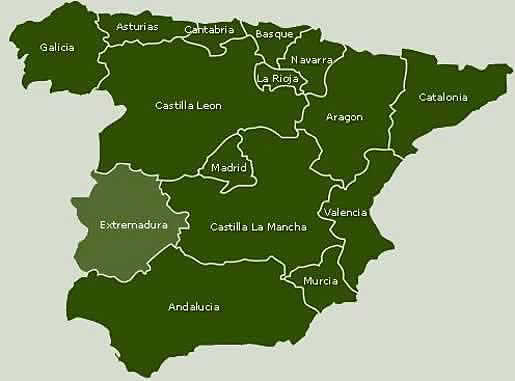 Asturias
Cantabria
Basque
Galicia
Navarra
La Rioja
Castilla Leon
Catalonia
Aragon
Madrid
Valencia
Extremadura
Castilla La Mancha
Murcia
Andalucia